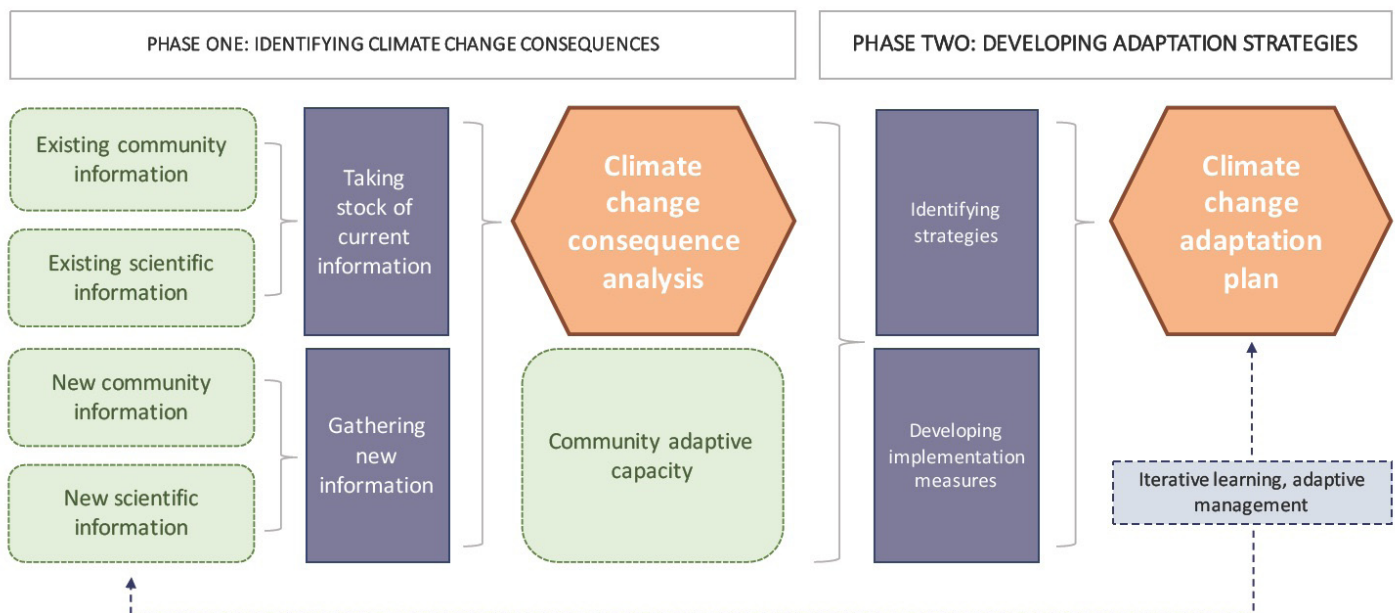 PHASE ONE: IDENTIFYING CLIMATE CHANGE CONSEQUENCES
PHASE TWO: DEVELOPING ADAPTATION STRATEGIES
Existing community
information
Existing scientific
information
New community
information
New scientific
information
Taking
stock of
current
information
Gathering
new
information
Climate
change
consequence
analysis
Community adaptive
capacity
Identifying
strategies
Developing
implementation
measures
Climate
change
adaptation
plan
Iterative learning, adaptive
management